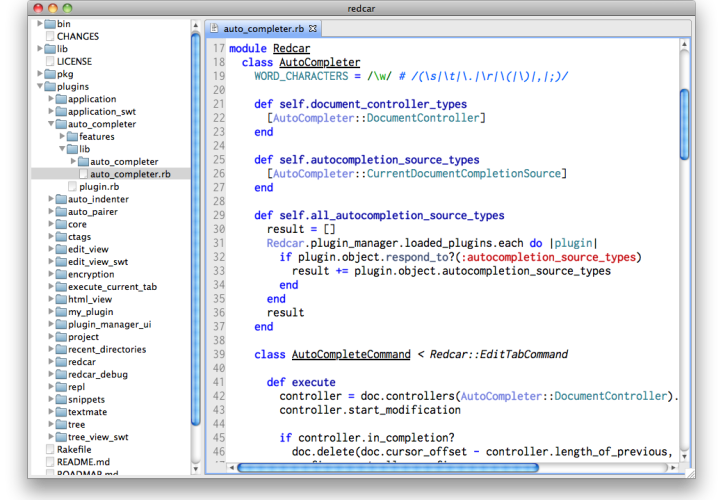 redcar
bin
CHANGES
lib
LICENSE
pkg
plugins
application
application_swt
auto_completer
features
lib
auto_completer
auto_completer.rb
plugin.rb
auto_indenter
auto_pairer
core
ctags
edit_view
edit_view_swt
encryption
execute_current_tab
html_view
my_plugin
plugin_manager_ui
project
recent_directories
redcar
redcar_debug
repl
snippets
textmate
tree
tree_view_swt
Rakefile
README.md
ROADMAP.md
auto_completer.rb
17 module Redcar
18   class AutoCompleter
19     WORD_CHARACTERS = /\w/ # /(\s|\t|\.|\r|\(|\)|,|;)/
20
21     def self.document_controller_types
22       [AutoCompleter::DocumentController]
23     end
24
25     def self.autocompletion_source_types
26       [AutoCompleter::CurrentDocumentCompletionSource]
27     end
28
29     def self.all_autocompletion_source_types
30       result = []
31       Redcar.plugin_manager.loaded_plugins.each do |plugin|
32         if plugin.object.respond_to?(:autocompletion_source_types)
33           result += plugin.object.autocompletion_source_types
34         end
35       end
36       result
37     end
38
39     class AutoCompleteCommand < Redcar::EditTabCommand
40
41       def execute
42         controller = doc.controllers(AutoCompleter::DocumentController).
43         controller.start_modification
44
45         if controller.in_completion?
46           doc.delete(doc.cursor_offset - controller.length_of_previous,